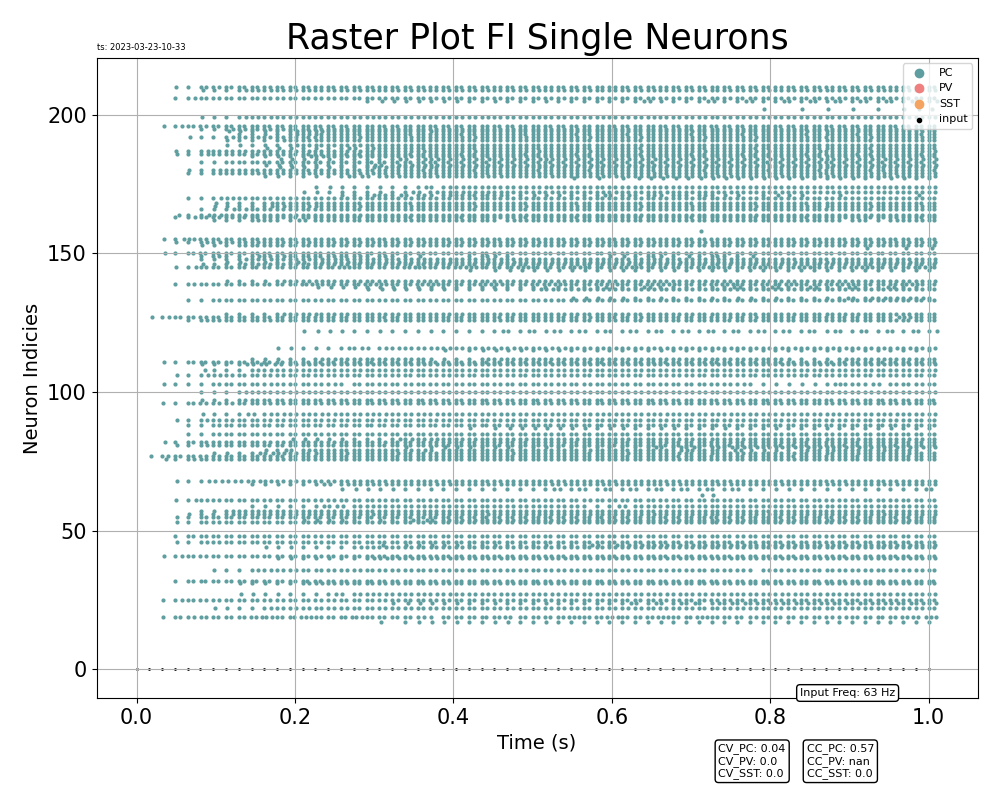 Raster Plot FI Single Neurons
ts: 2023-03-23-10-33
PC
PV
SST
input
200
150
100
50
0
Neuron Indicies
0.0 0.2 0.4 0.6 0.8 1.0
Time (s)
Input Freq: 63 Hz
CV_PC: 0.04
CV_PV: 0.0
CV_SST: 0.0
CC_PC: 0.57
CC_PV: nan
CC_SST: 0.0